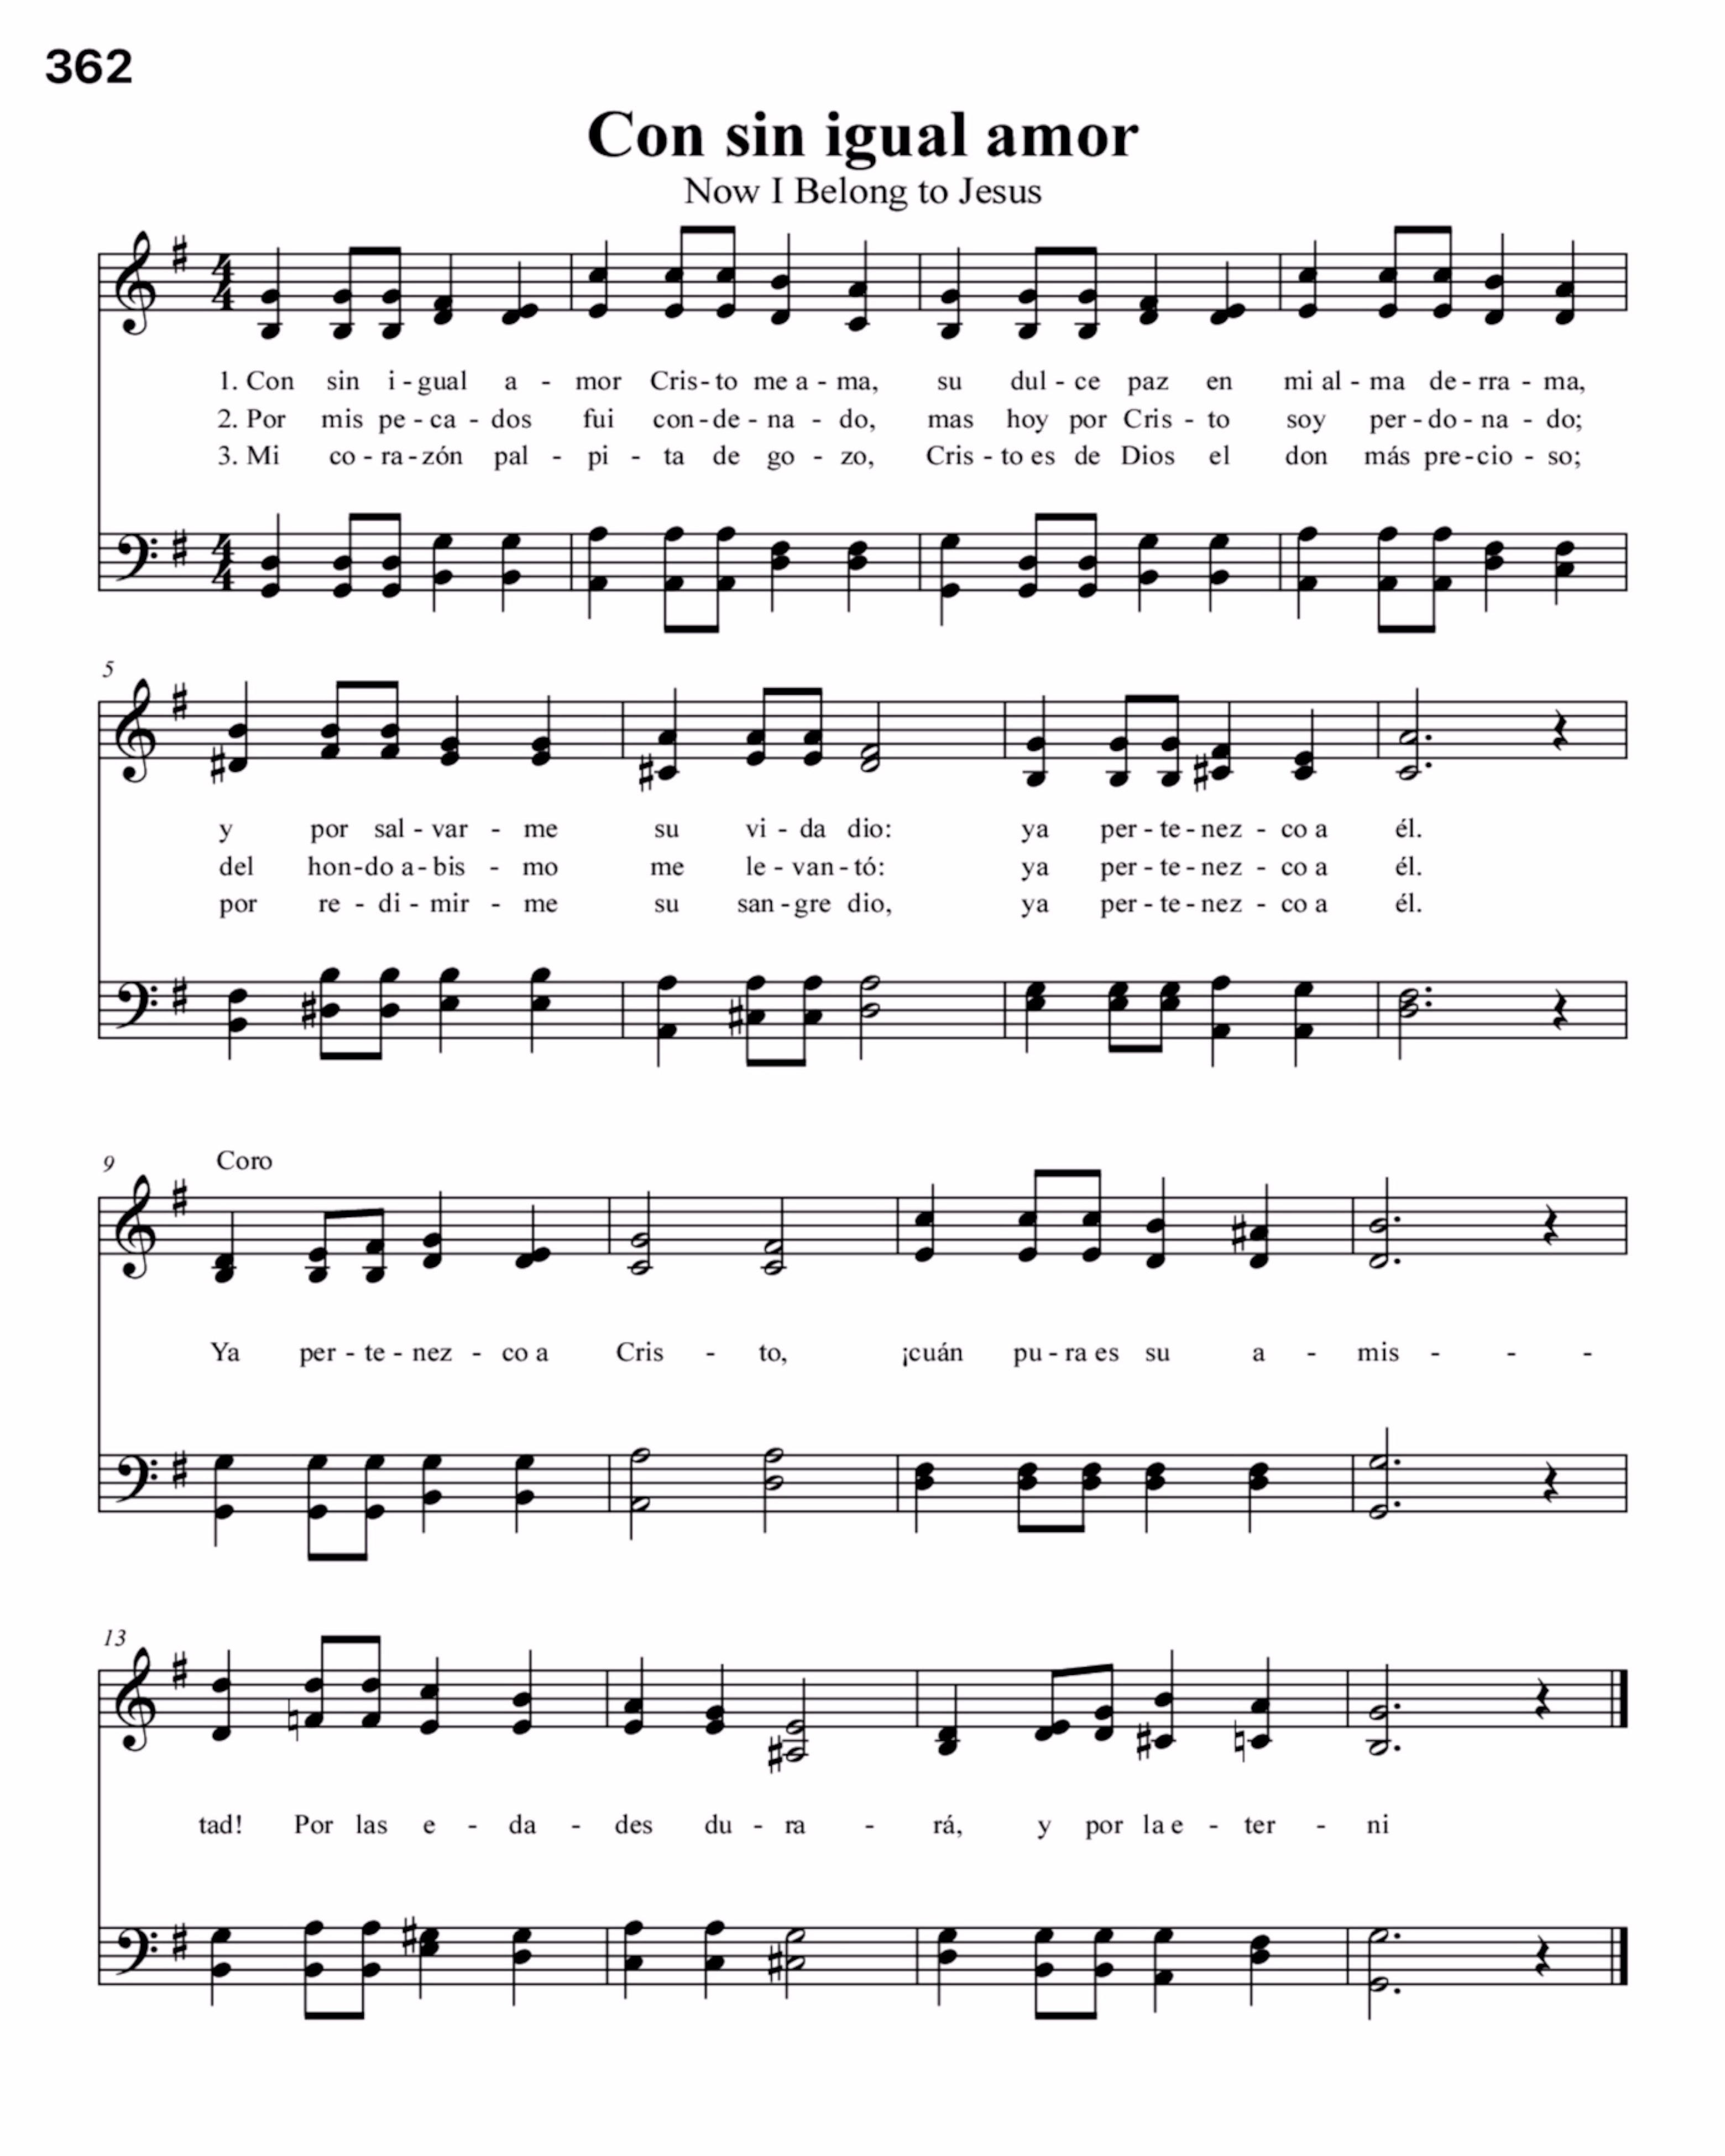 362
Con sin igual amor
Now I Belong to Jesus
1. Con sin i - gual a - mor Cris - to me a - ma, su dul - ce paz en mi al - ma de - rra - ma,
2. Por mis pe - ca - dos fui con - de - na - do, mas hoy por Cris - to soy per - do - na - do;
3. Mi co - ra - zón pal - pi - ta de go - zo, Cris - to es de Dios el don más pre - cio - so;
5
y por sal - var - me su vi - da dio: ya per - te - nez - co a él.
del hon - do a - bis - mo me le - van - tó: ya per - te - nez - co a él.
por re - di - mir - me su san - gre dio, ya per - te - nez - co a él.
9 Coro
Ya per - te - nez - co a Cris - to, ¡cuán pu - ra es su a - mis - - -
13
tad! Por las e - da - des du - ra - rá, y por la e - ter - ni